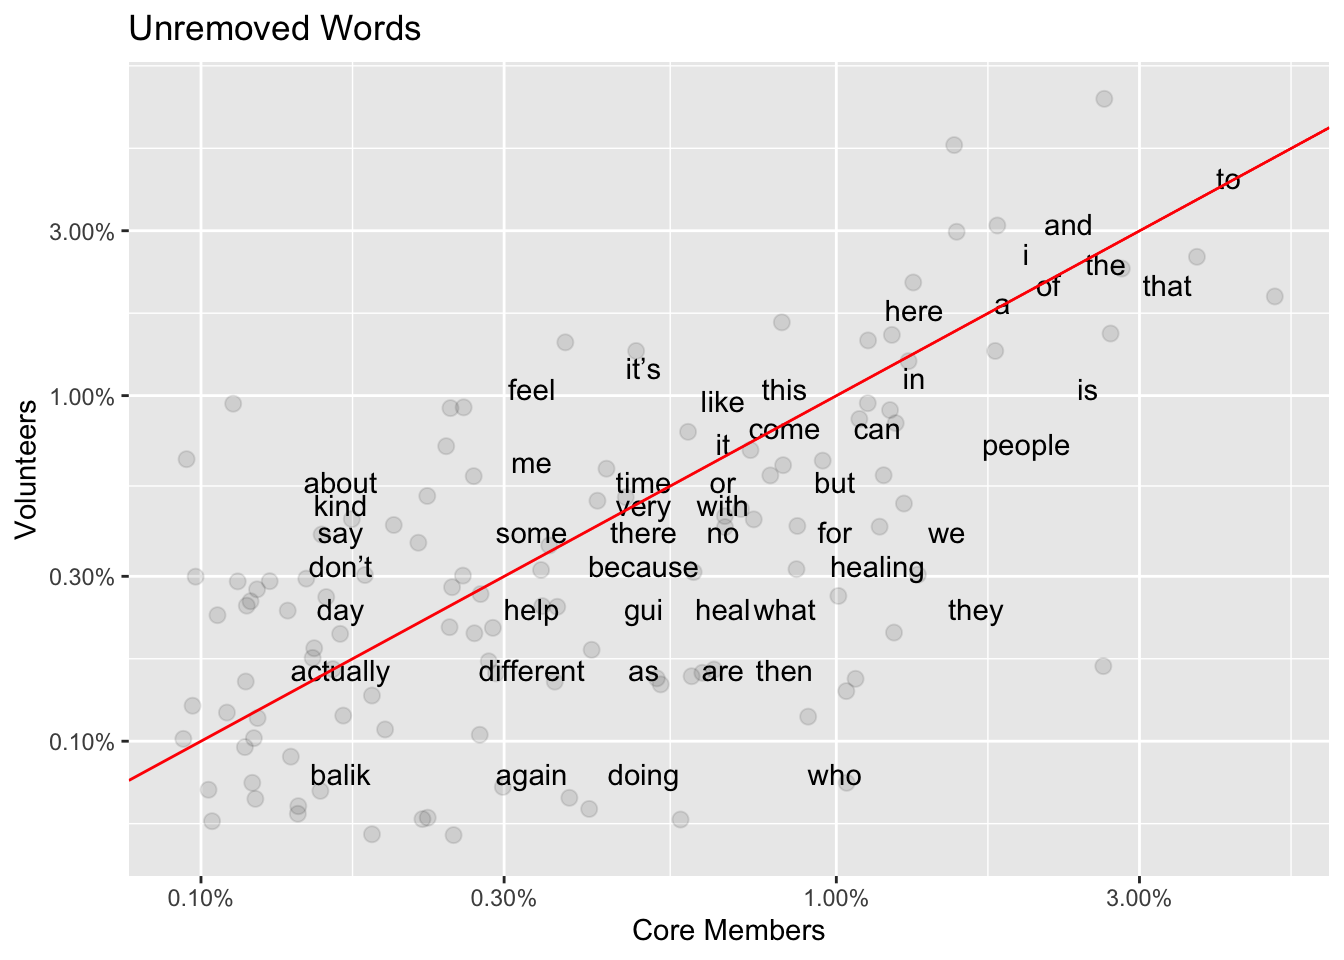 Unremoved Words
to
and
3.00%
i
the
of
that
a
here
it’s
in
feel
this
is
1.00%
like
come
can
it
people
me
about
time
or
but
kind
very
with
say
some
there
no
for
we
don’t
because
healing
0.30%
day
help
gui
heal
what
they
actually
different
as
are
then
0.10%
balik
again
doing
who
0.10%
0.30%
1.00%
3.00%
Core Members
Volunteers